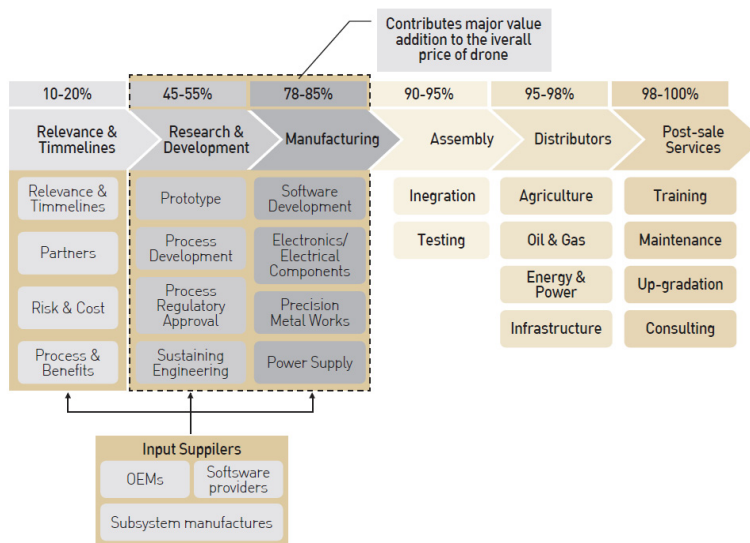 Contributes major value
addition to the iverall
price of drone
10-20%
45-55%
78-85%
90-95%
95-98%
98-100%
Relevance &
Timmelines
Research &
Development
Manufacturing
Assembly
Distributors
Post-sale
Services
Relevance &
Timmelines
Partners
Risk & Cost
Process &
Benefits
Prototype
Process
Development
Process
Regulatory
Approval
Sustaining
Engineering
Software
Development
Electronics/
Electrical
Components
Precision
Metal Works
Power Supply
Inegration
Testing
Agriculture
Oil & Gas
Energy &
Power
Infrastructure
Training
Maintenance
Up-gradation
Consulting
Input Suppilers
OEMs
Softsware
providers
Subsystem manufactures